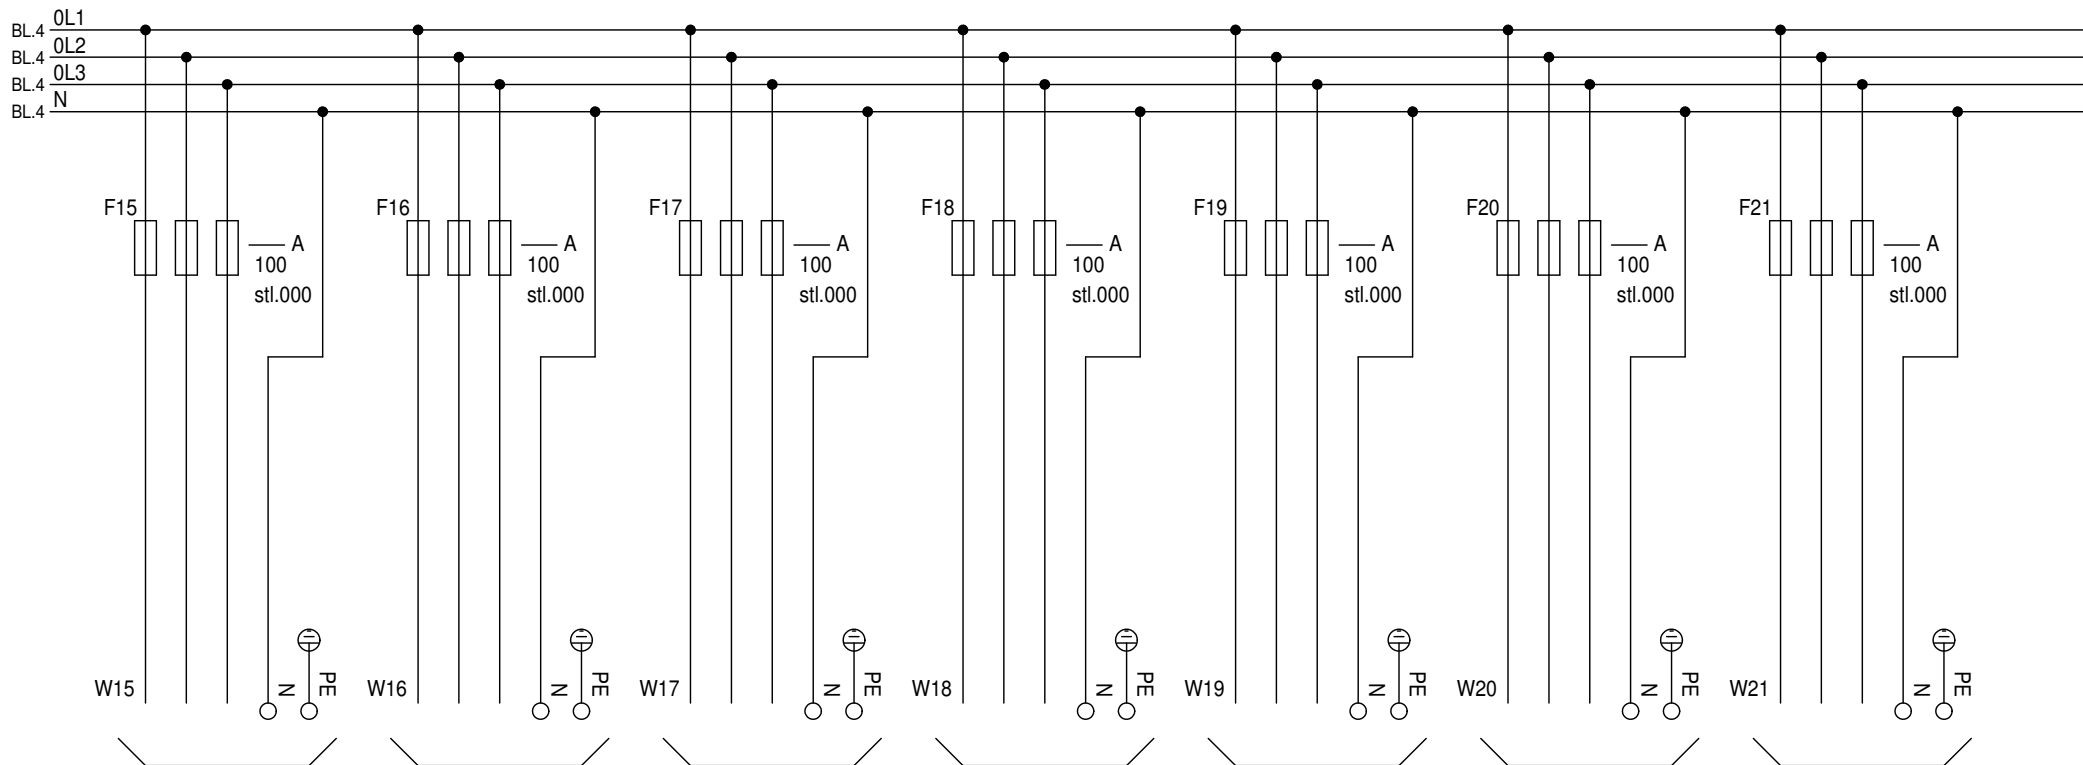 BL.4 0L1
BL.4 0L2
BL.4 0L3
BL.4 N
F15 F16 F17 F18 F19 F20 F21
A A A A A A A
100 100 100 100 100 100 100
stl.000 stl.000 stl.000 stl.000 stl.000 stl.000 stl.000
W15 N PE W16 N PE W17 N PE W18 N PE W19 N PE W20 N PE W21 N PE